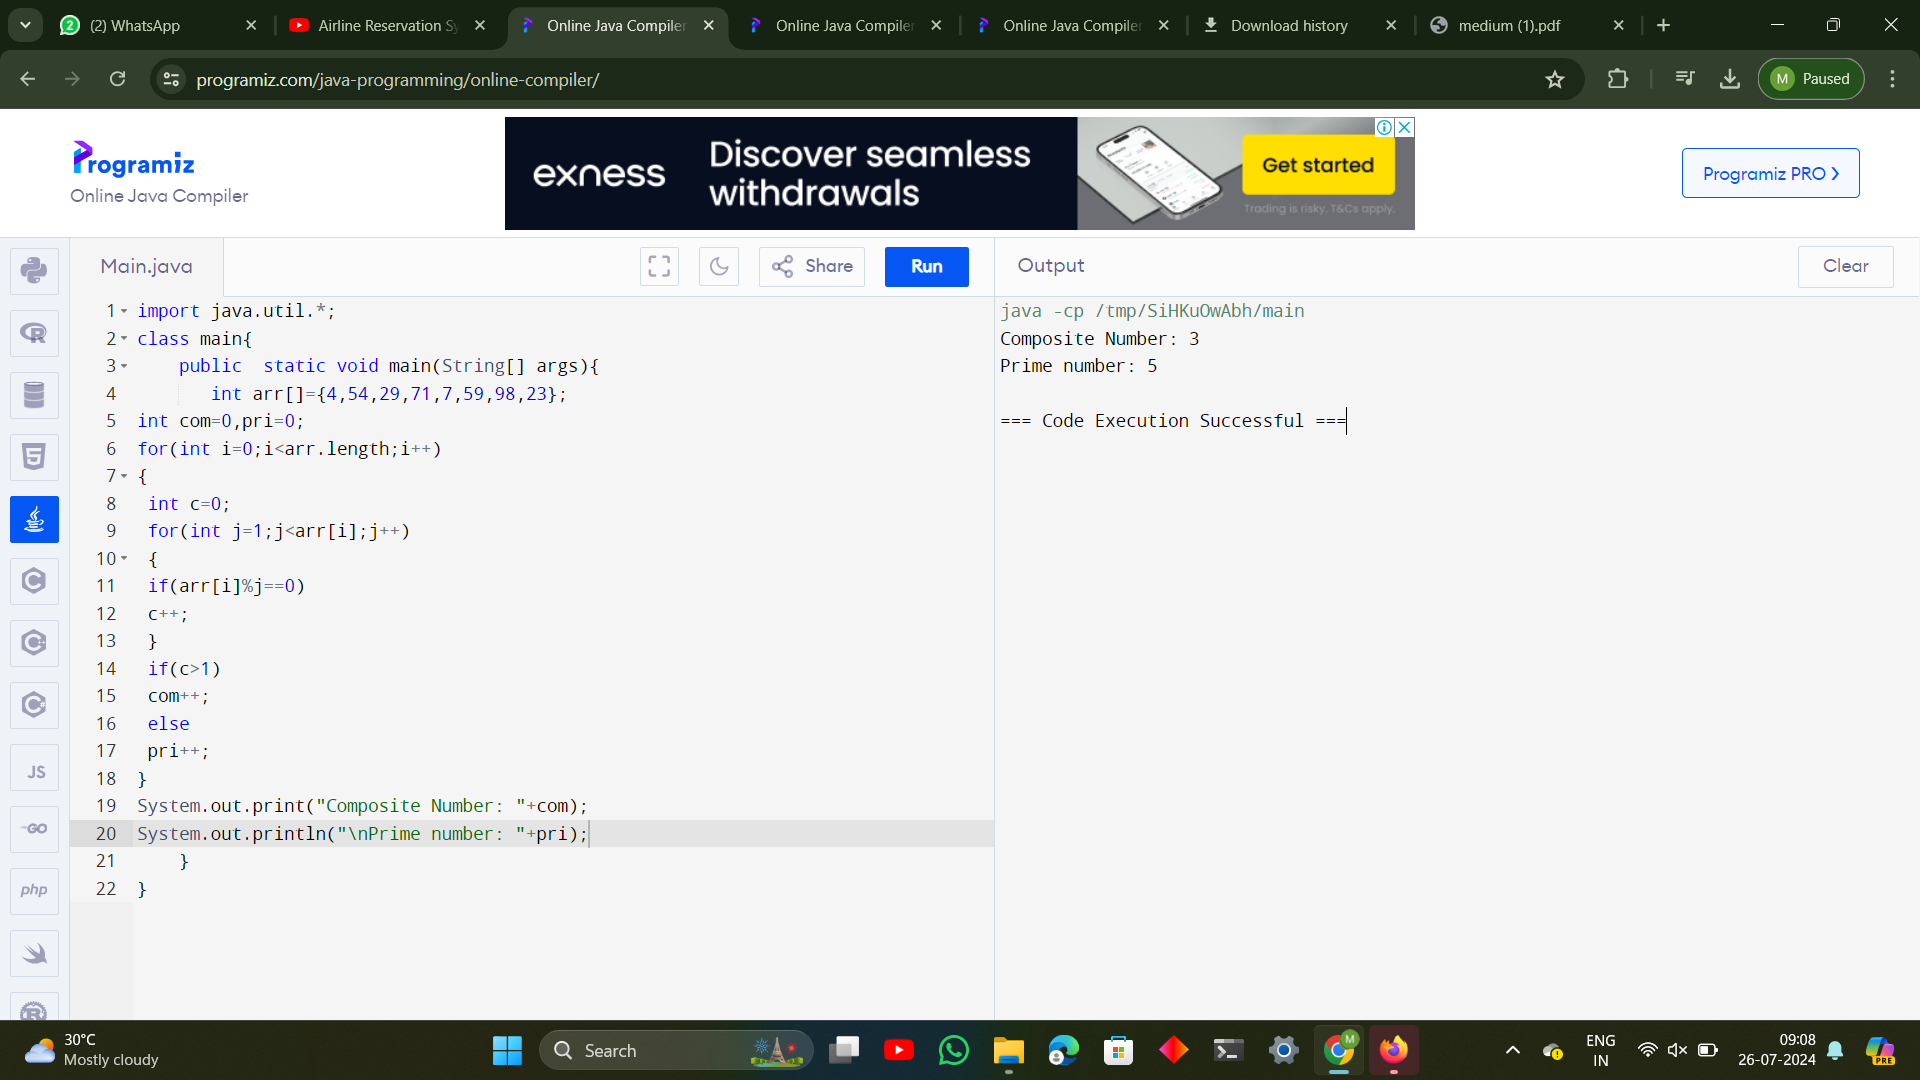 (2) WhatsApp
Airline Reservation Sy
Online Java Compiler
Online Java Compiler
Online Java Compiler
Download history
medium (1).pdf
programiz.com/java-programming/online-compiler/
M Paused
Programiz
Online Java Compiler
exness
Discover seamless
withdrawals
Get started
Trading is risky. T&Cs apply.
Programiz PRO
Main.java
Share
Run
Output
Clear
1 import java.util.*;
2 class main{
3 public  static void main(String[] args){
4 int arr[]={4,54,29,71,7,59,98,23};
5 int com=0,pri=0;
6 for(int i=0;i<arr.length;i++)
7 {
8 int c=0;
9 for(int j=1;j<arr[i];j++)
10 {
11 if(arr[i]%j==0)
12 c++;
13 }
14 if(c>1)
15 com++;
16 else
17 pri++;
18 }
19 System.out.print("Composite Number: "+com);
20 System.out.println("\nPrime number: "+pri);
21 }
22 }
java -cp /tmp/SiHKuOwAbh/main
Composite Number: 3
Prime number: 5
=== Code Execution Successful ===
JS
GO
php
30°C
Mostly cloudy
Search
M
ENG
IN
09:08
26-07-2024
PRE